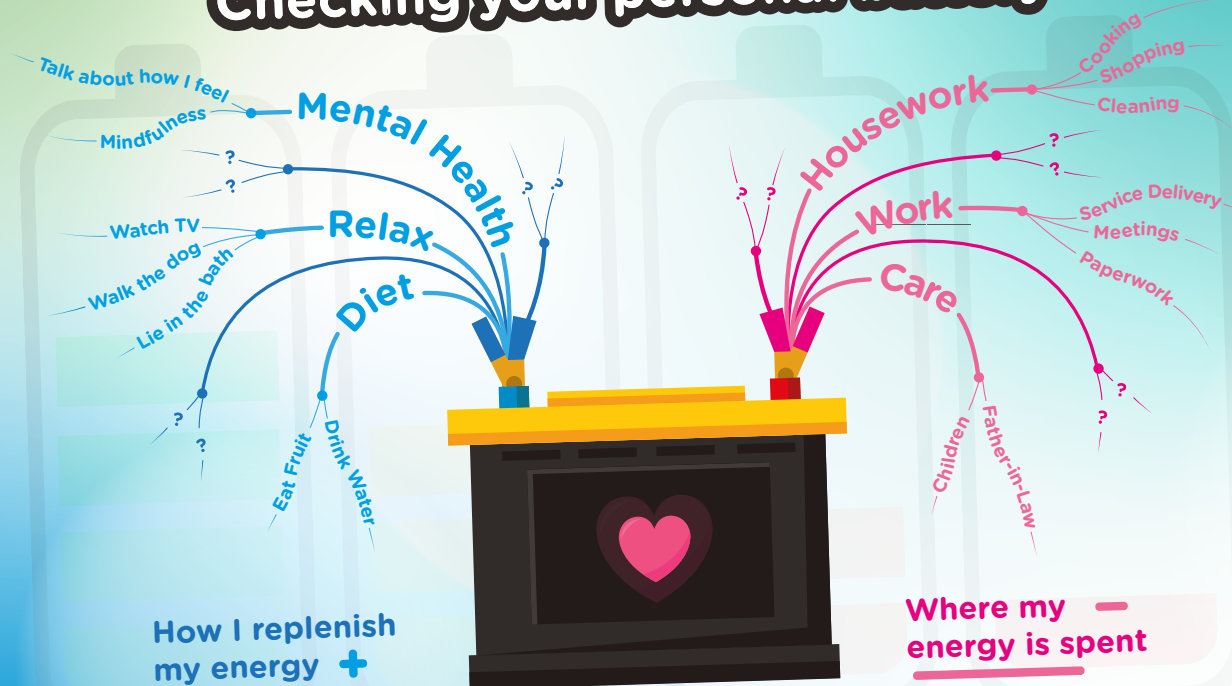 Checking your personal battery
Talk about how I feel
Mindfulness
Mental Health
?
?
Watch TV
Walk the dog
Lie in the bath
Relax
?
?
Diet
Eat Fruit
Drink Water
?
?
How I replenish
my energy +
?
?
Housework
Cooking
Shopping
Cleaning
?
?
Work
Service Delivery
Meetings
Paperwork
?
?
Care
Children
Father-in-Law
Where my –
energy is spent